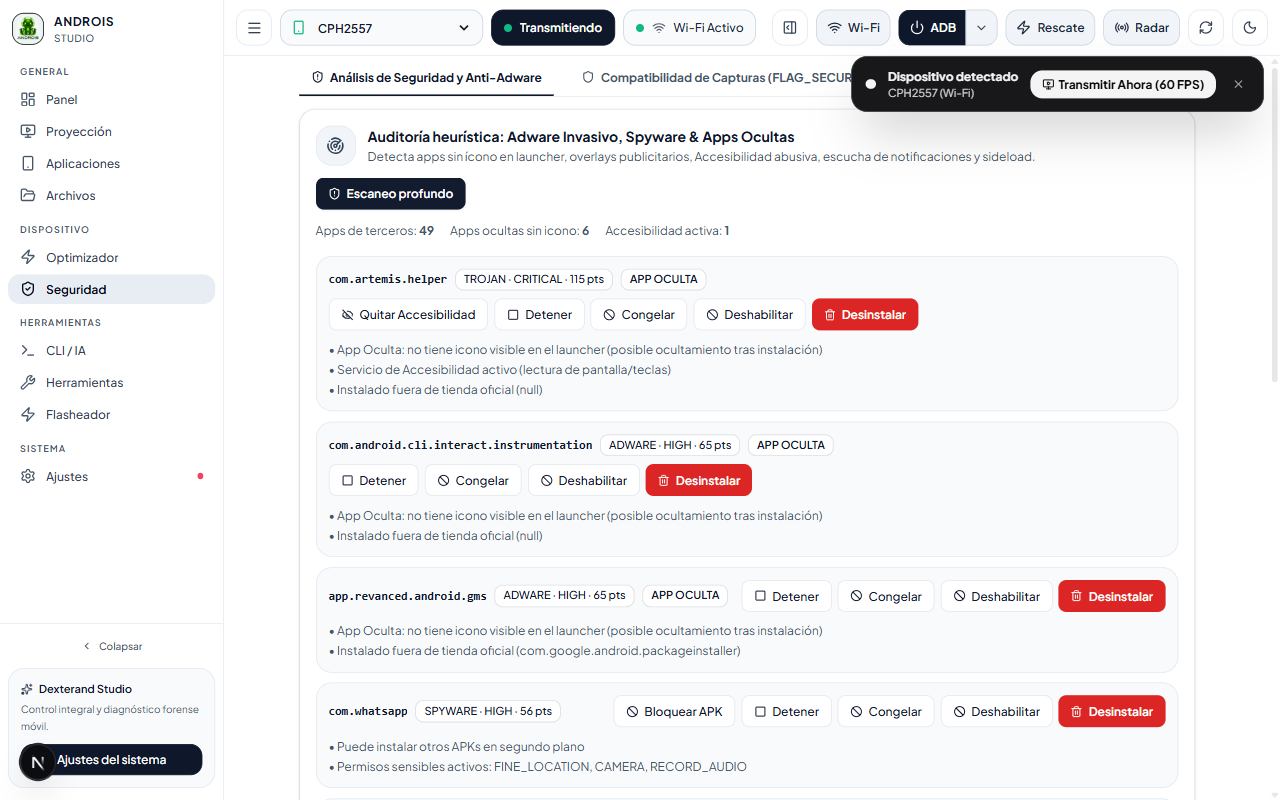 ANDROIS
STUDIO
GENERAL
Panel
Proyección
Aplicaciones
Archivos
DISPOSITIVO
Optimizador
Seguridad
HERRAMIENTAS
CLI / IA
Herramientas
Flasheador
SISTEMA
Ajustes
Colapsar
Dexterand Studio
Control integral y diagnóstico forense
móvil.
N
Ajustes del sistema
CPH2557
Transmitiendo
Wi-Fi Activo
Wi-Fi
ADB
Rescate
Radar
Análisis de Seguridad y Anti-Adware
Compatibilidad de Capturas (FLAG_SECUR
Dispositivo detectado
CPH2557 (Wi-Fi)
Transmitir Ahora (60 FPS)
Auditoría heurística: Adware Invasivo, Spyware & Apps Ocultas
Detecta apps sin ícono en launcher, overlays publicitarios, Accesibilidad abusiva, escucha de notificaciones y sideload.
Escaneo profundo
Apps de terceros: 49 Apps ocultas sin icono: 6 Accesibilidad activa: 1
com.artemis.helper TROJAN · CRITICAL · 115 pts APP OCULTA
Quitar Accesibilidad Detener Congelar Deshabilitar Desinstalar
• App Oculta: no tiene icono visible en el launcher (posible ocultamiento tras instalación)
• Servicio de Accesibilidad activo (lectura de pantalla/teclas)
• Instalado fuera de tienda oficial (null)
com.android.cli.interact.instrumentation ADWARE · HIGH · 65 pts APP OCULTA
Detener Congelar Deshabilitar Desinstalar
• App Oculta: no tiene icono visible en el launcher (posible ocultamiento tras instalación)
• Instalado fuera de tienda oficial (null)
app.revanced.android.gms ADWARE · HIGH · 65 pts APP OCULTA Detener Congelar Deshabilitar Desinstalar
• App Oculta: no tiene icono visible en el launcher (posible ocultamiento tras instalación)
• Instalado fuera de tienda oficial (com.google.android.packageinstaller)
com.whatsapp SPYWARE · HIGH · 56 pts Bloquear APK Detener Congelar Deshabilitar Desinstalar
• Puede instalar otros APKs en segundo plano
• Permisos sensibles activos: FINE_LOCATION, CAMERA, RECORD_AUDIO